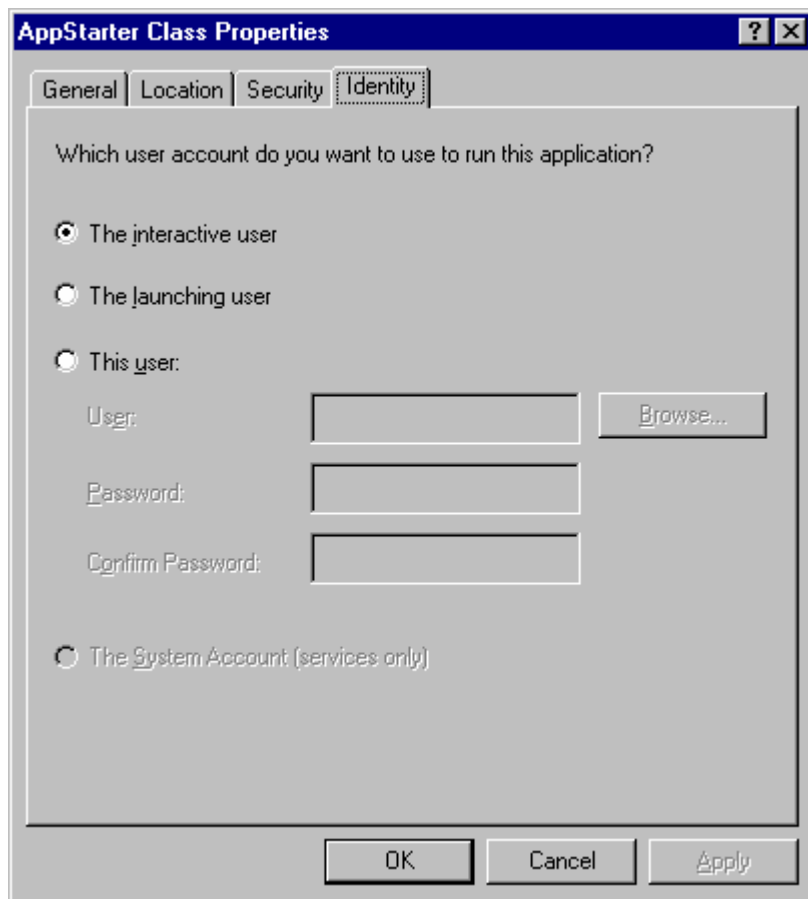 AppStarter Class Properties
General Location Security Identity
Which user account do you want to use to run this application?
The interactive user
The launching user
This user:
User: Browse...
Password:
Confirm Password:
The System Account (services only)
OK Cancel Apply